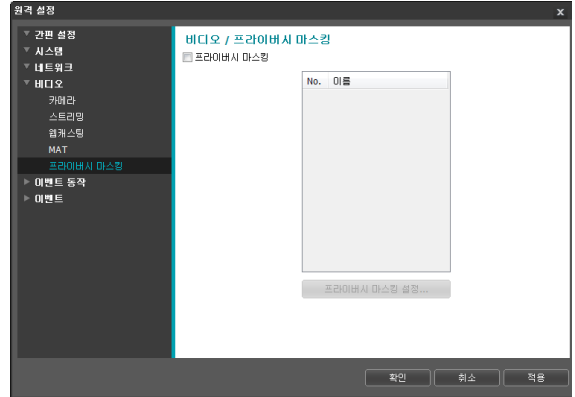 원격 설정
x
간편 설정
시스템
네트워크
비디오
카메라
스트리밍
웹캐스팅
MAT
프라이버시 마스킹
이벤트 동작
이벤트
비디오 / 프라이버시 마스킹
프라이버시 마스킹
No. 이름
프라이버시 마스킹 설정...
확인 취소 적용